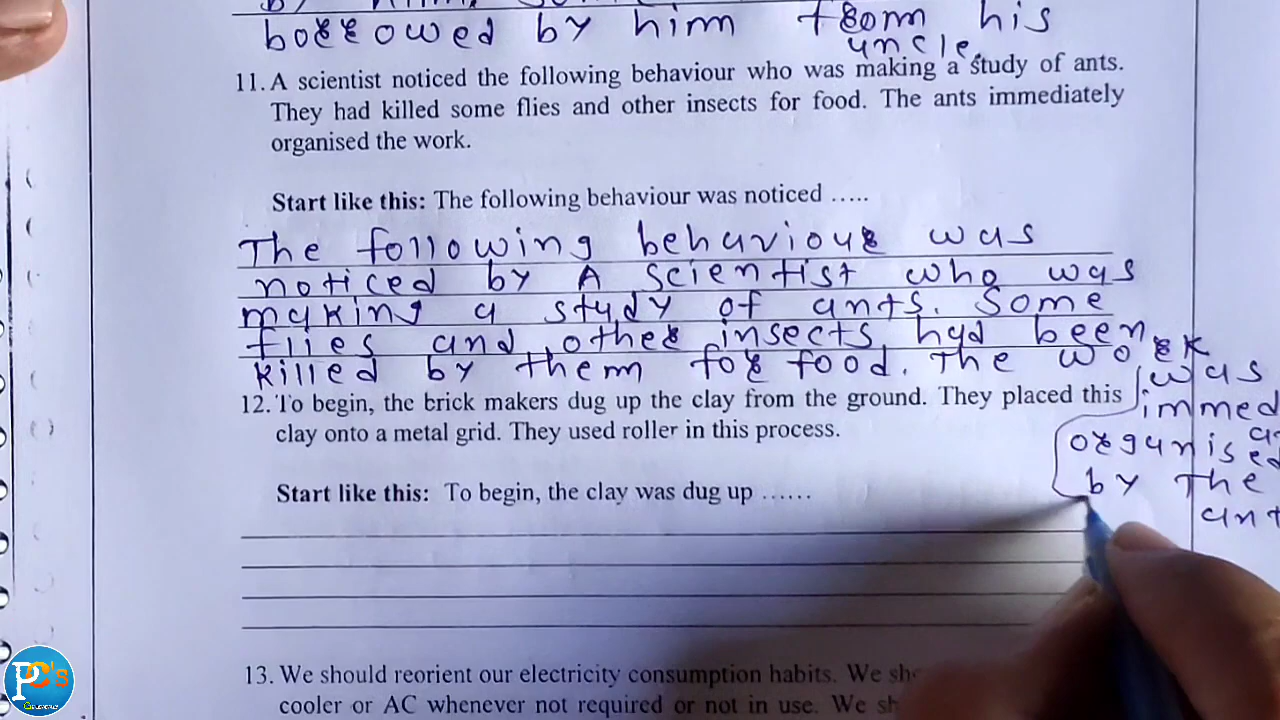 borrowed by him from his
uncle.
11. A scientist noticed the following behaviour who was making a study of ants.
They had killed some flies and other insects for food. The ants immediately
organised the work.
Start like this: The following behaviour was noticed .....
The following behaviour was
noticed by A scientist who was
making a study of ants. Some
flies and other insects had been
killed by them for food. The work
was
immed
organised
by the
ant
12. To begin, the brick makers dug up the clay from the ground. They placed this
clay onto a metal grid. They used roller in this process.
Start like this: To begin, the clay was dug up ......
13. We should reorient our electricity consumption habits. We
cooler or AC whenever not required or not in use. We
PC's